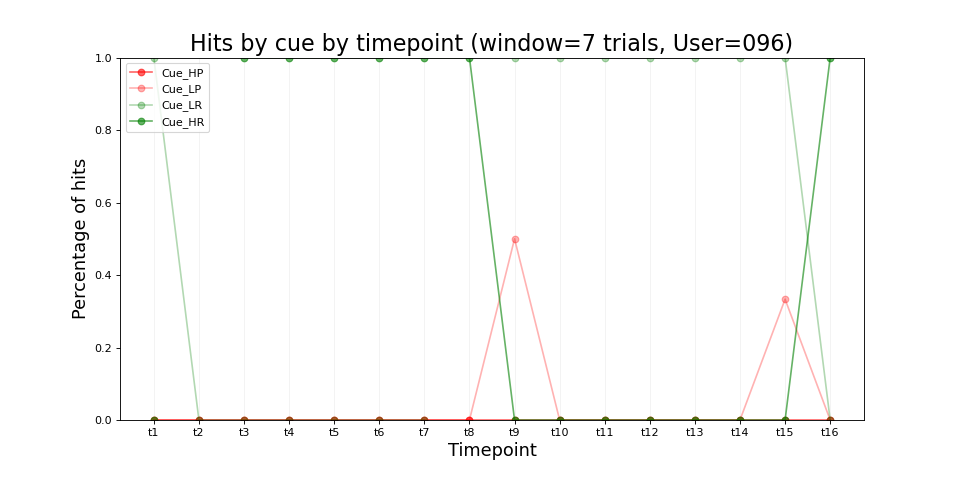 Hits by cue by timepoint (window=7 trials, User=096)
Cue_HP
Cue_LP
Cue_LR
Cue_HR
Percentage of hits
1.0
0.8
0.6
0.4
0.2
0.0
t1 t2 t3 t4 t5 t6 t7 t8 t9 t10 t11 t12 t13 t14 t15 t16
Timepoint